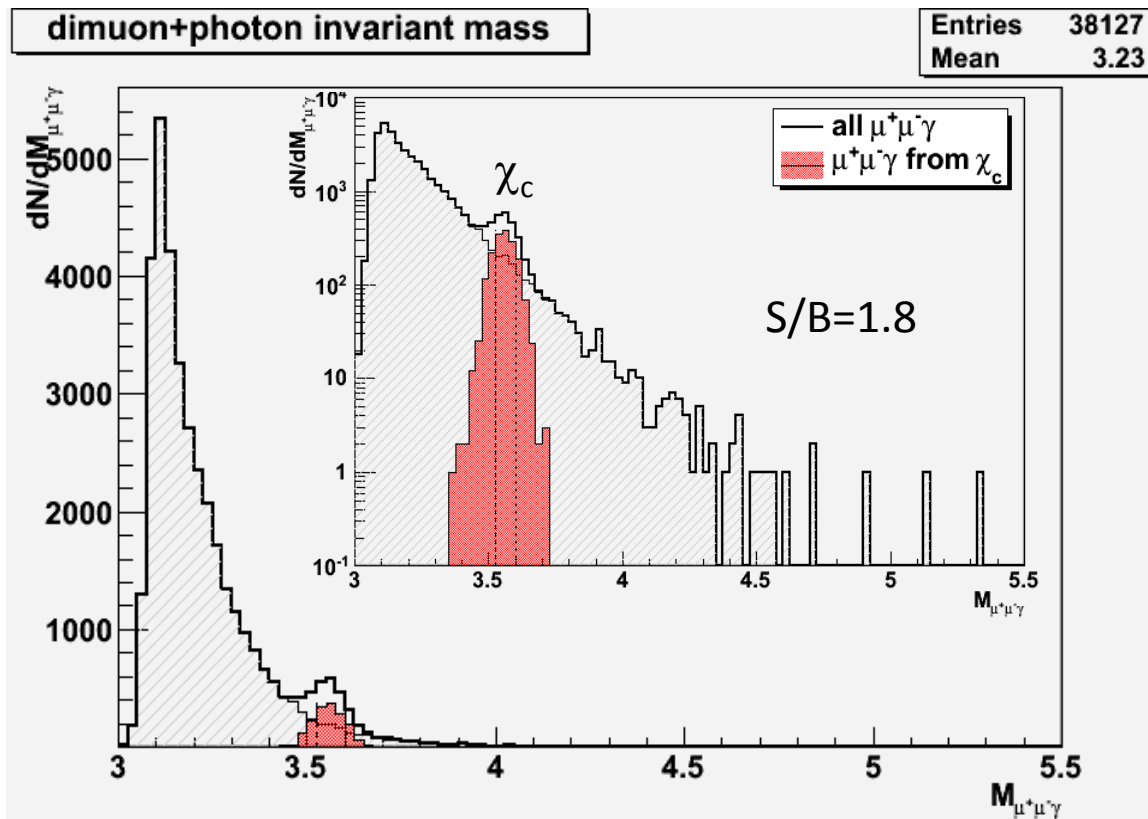 dimuon+photon invariant mass
Entries 38127
Mean 3.23
dN/dMμ⁺μ⁻γ
5000
4000
3000
2000
1000
3 3.5 4 4.5 5 5.5
Mμ⁺μ⁻γ
dN/dMμ⁺μ⁻γ
10⁴
10³
10²
10
1
10⁻¹
3 3.5 4 4.5 5 5.5
Mμ⁺μ⁻γ
all μ⁺μ⁻γ
μ⁺μ⁻γ from χc
χc
S/B=1.8